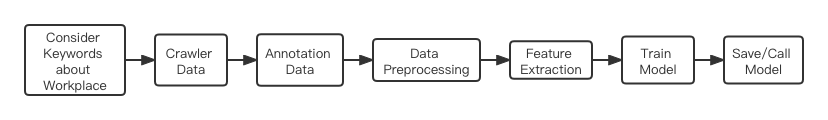 Consider
Keywords
about
Workplace
Crawler
Data
Annotation
Data
Data
Preprocessing
Feature
Extraction
Train
Model
Save/Call
Model